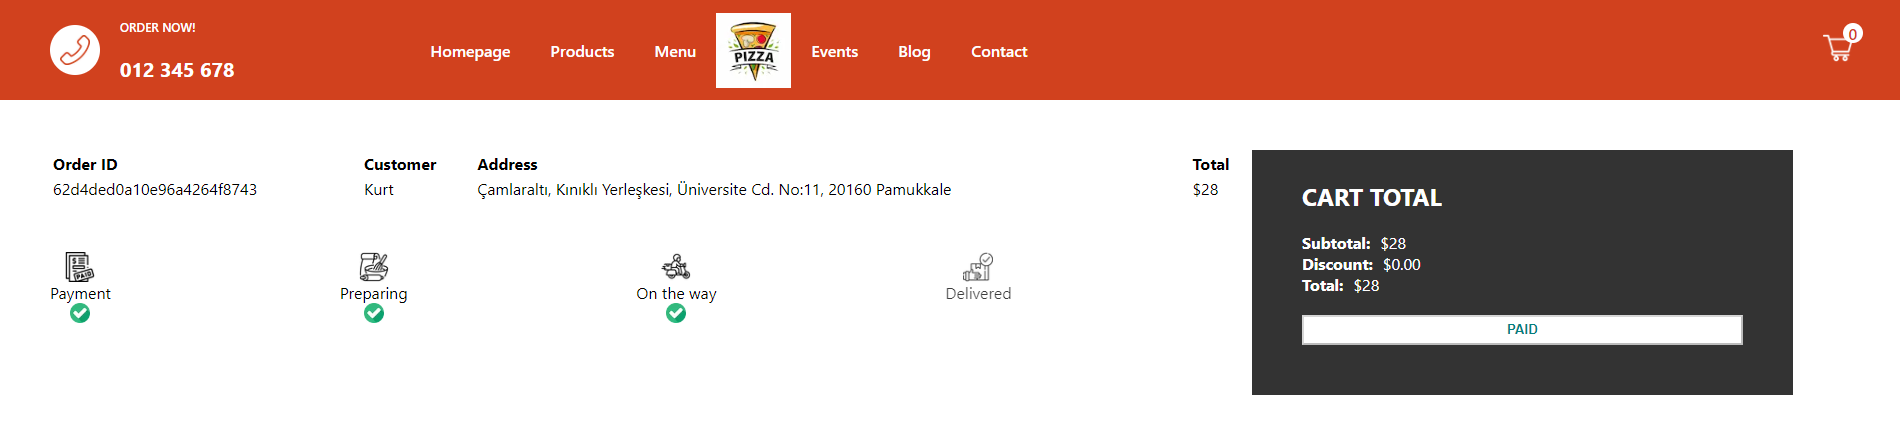 ORDER NOW!
012 345 678
Homepage Products Menu PIZZA Events Blog Contact
0
Order ID Customer Address Total
62d4ded0a10e96a4264f8743 Kurt Çamlaraltı, Kınıklı Yerleşkesi, Üniversite Cd. No:11, 20160 Pamukkale $28
$ PAID
Payment Preparing On the way Delivered
CART TOTAL
Subtotal: $28
Discount: $0.00
Total: $28
PAID